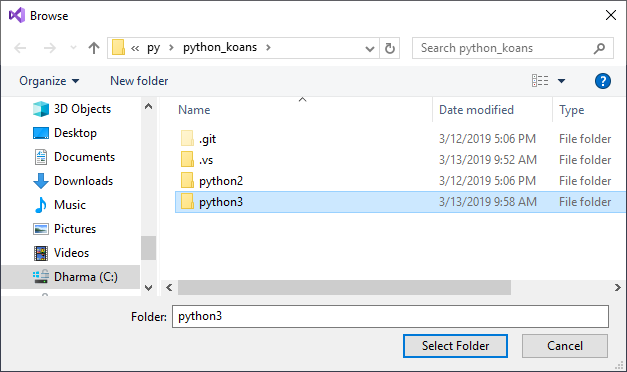 Browse
« py > python_koans >
Search python_koans
Organize New folder
?
Name Date modified Type
3D Objects
Desktop
Documents
Downloads
Music
Pictures
Videos
Dharma (C:)
.git 3/12/2019 5:06 PM File folder
.vs 3/13/2019 9:52 AM File folder
python2 3/12/2019 5:06 PM File folder
python3 3/13/2019 9:58 AM File folder
Folder: python3
Select Folder Cancel